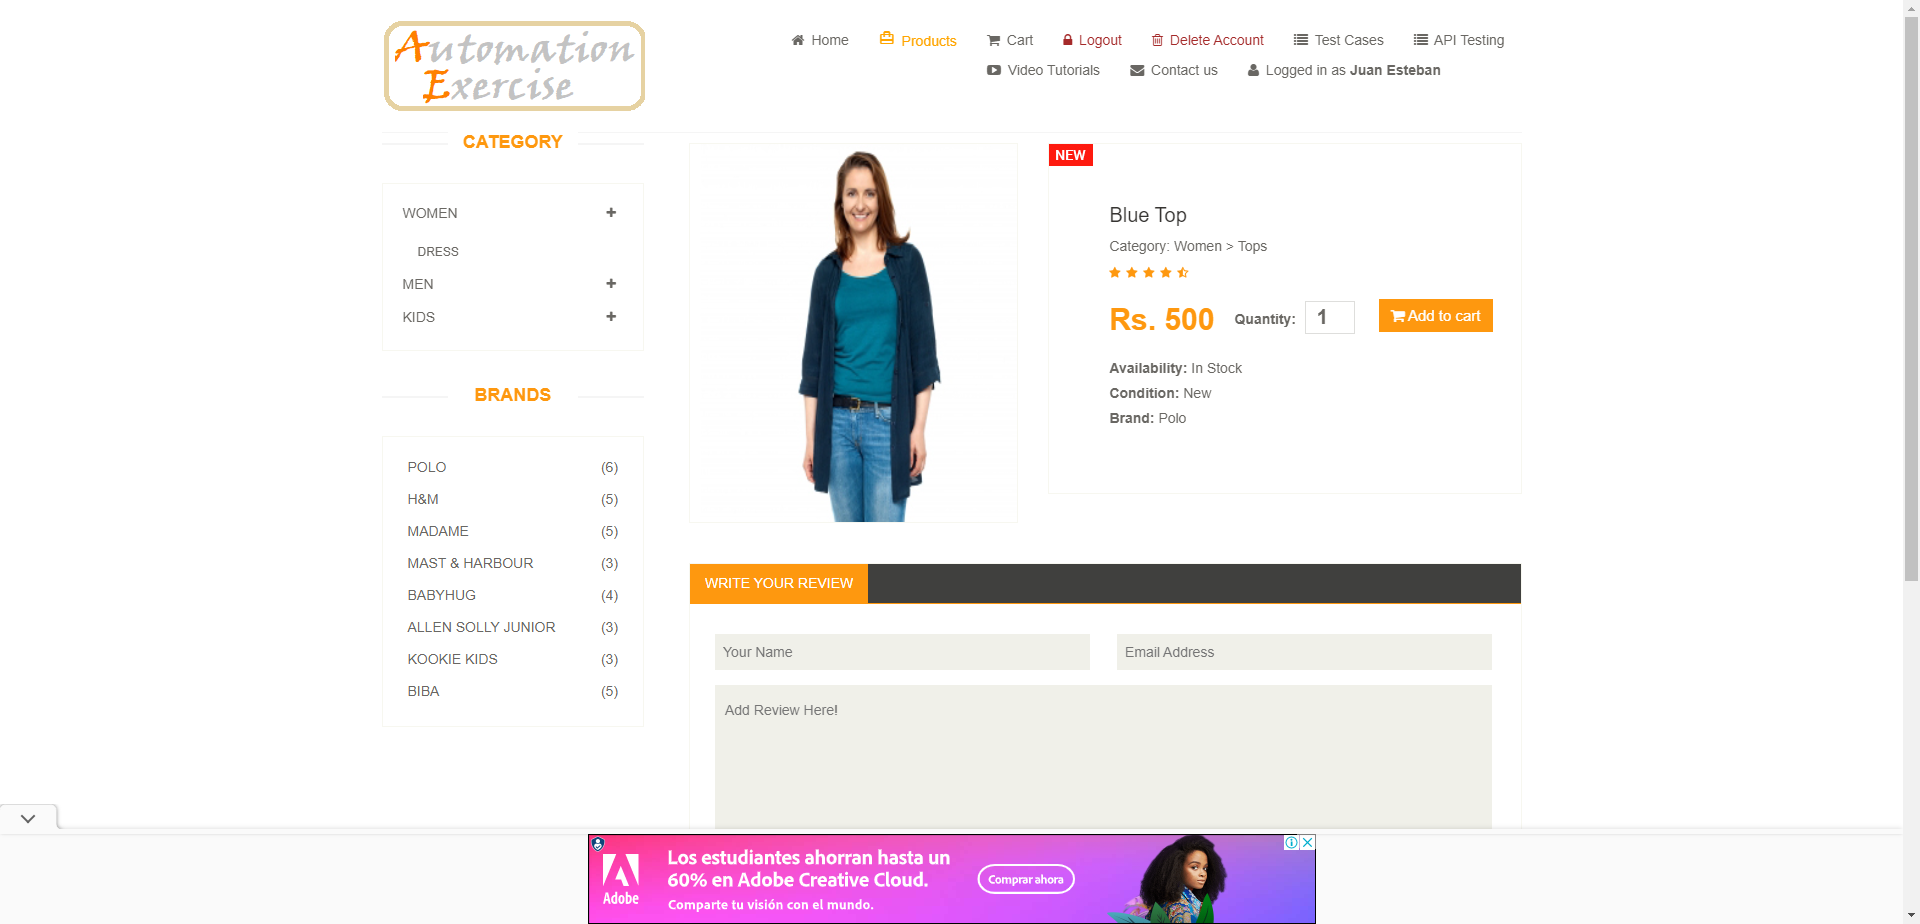 Automation
Exercise
Home
Products
Cart
Logout
Delete Account
Test Cases
API Testing
Video Tutorials
Contact us
Logged in as Juan Esteban
CATEGORY
WOMEN
DRESS
MEN
KIDS
BRANDS
POLO (6)
H&M (5)
MADAME (5)
MAST & HARBOUR (3)
BABYHUG (4)
ALLEN SOLLY JUNIOR (3)
KOOKIE KIDS (3)
BIBA (5)
NEW
Blue Top
Category: Women > Tops
Rs. 500 Quantity: 1 Add to cart
Availability: In Stock
Condition: New
Brand: Polo
WRITE YOUR REVIEW
Your Name
Email Address
Add Review Here!
Adobe
Los estudiantes ahorran hasta un
60% en Adobe Creative Cloud.
Comparte tu visión con el mundo.
Comprar ahora